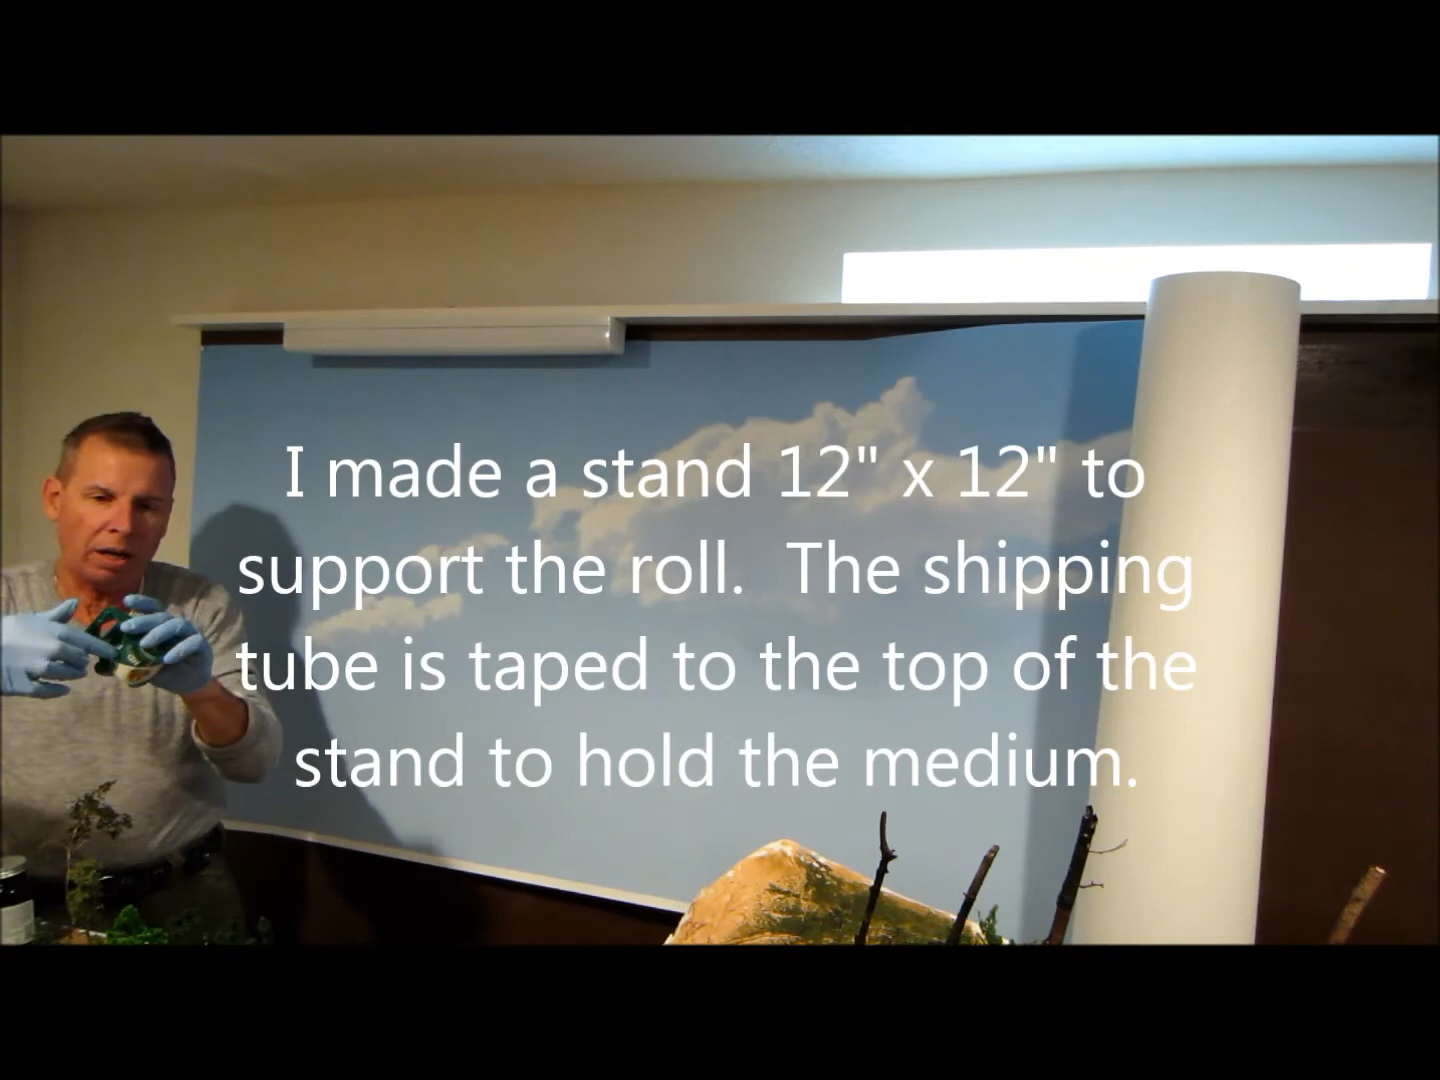 I made a stand 12" x 12" to
support the roll.  The shipping
tube is taped to the top of the
stand to hold the medium.